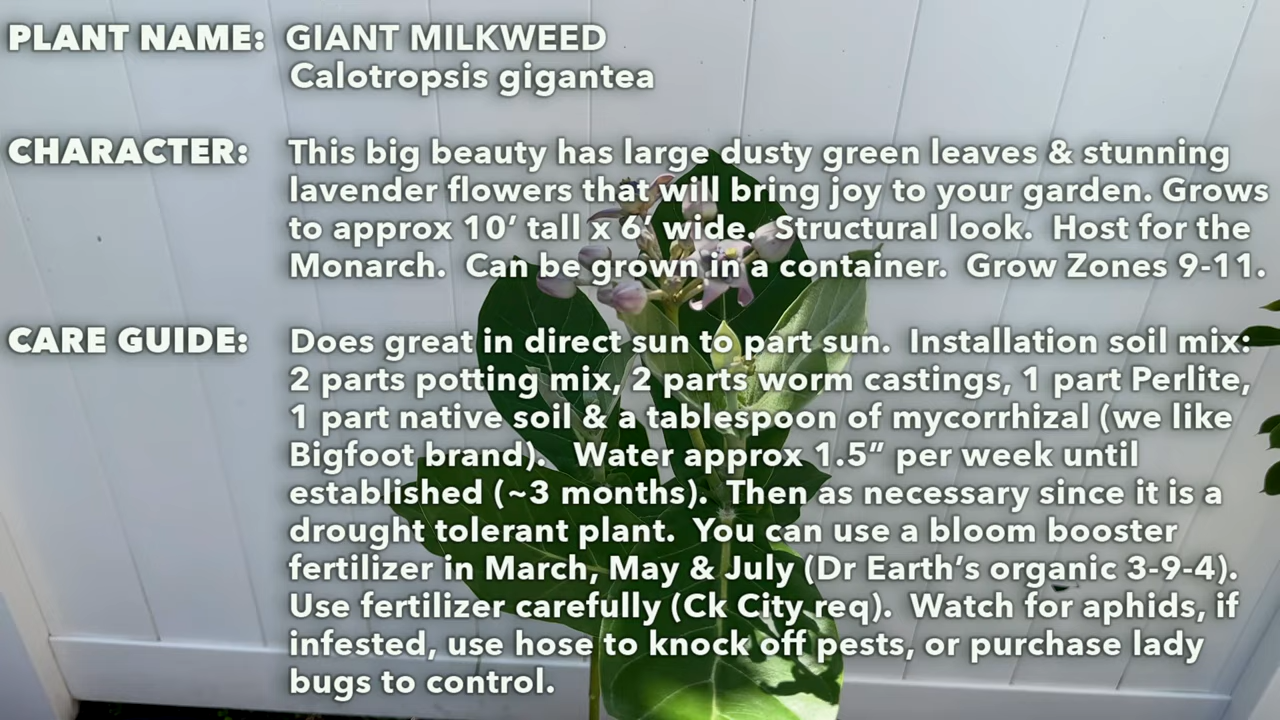 PLANT NAME: GIANT MILKWEED
Calotropsis gigantea
CHARACTER: This big beauty has large dusty green leaves & stunning
lavender flowers that will bring joy to your garden. Grows
to approx 10’ tall x 6’ wide. Structural look. Host for the
Monarch. Can be grown in a container. Grow Zones 9-11.
CARE GUIDE: Does great in direct sun to part sun. Installation soil mix:
2 parts potting mix, 2 parts worm castings, 1 part Perlite,
1 part native soil & a tablespoon of mycorrhizal (we like
Bigfoot brand). Water approx 1.5” per week until
established (~3 months). Then as necessary since it is a
drought tolerant plant. You can use a bloom booster
fertilizer in March, May & July (Dr Earth’s organic 3-9-4).
Use fertilizer carefully (Ck City req). Watch for aphids, if
infested, use hose to knock off pests, or purchase lady
bugs to control.